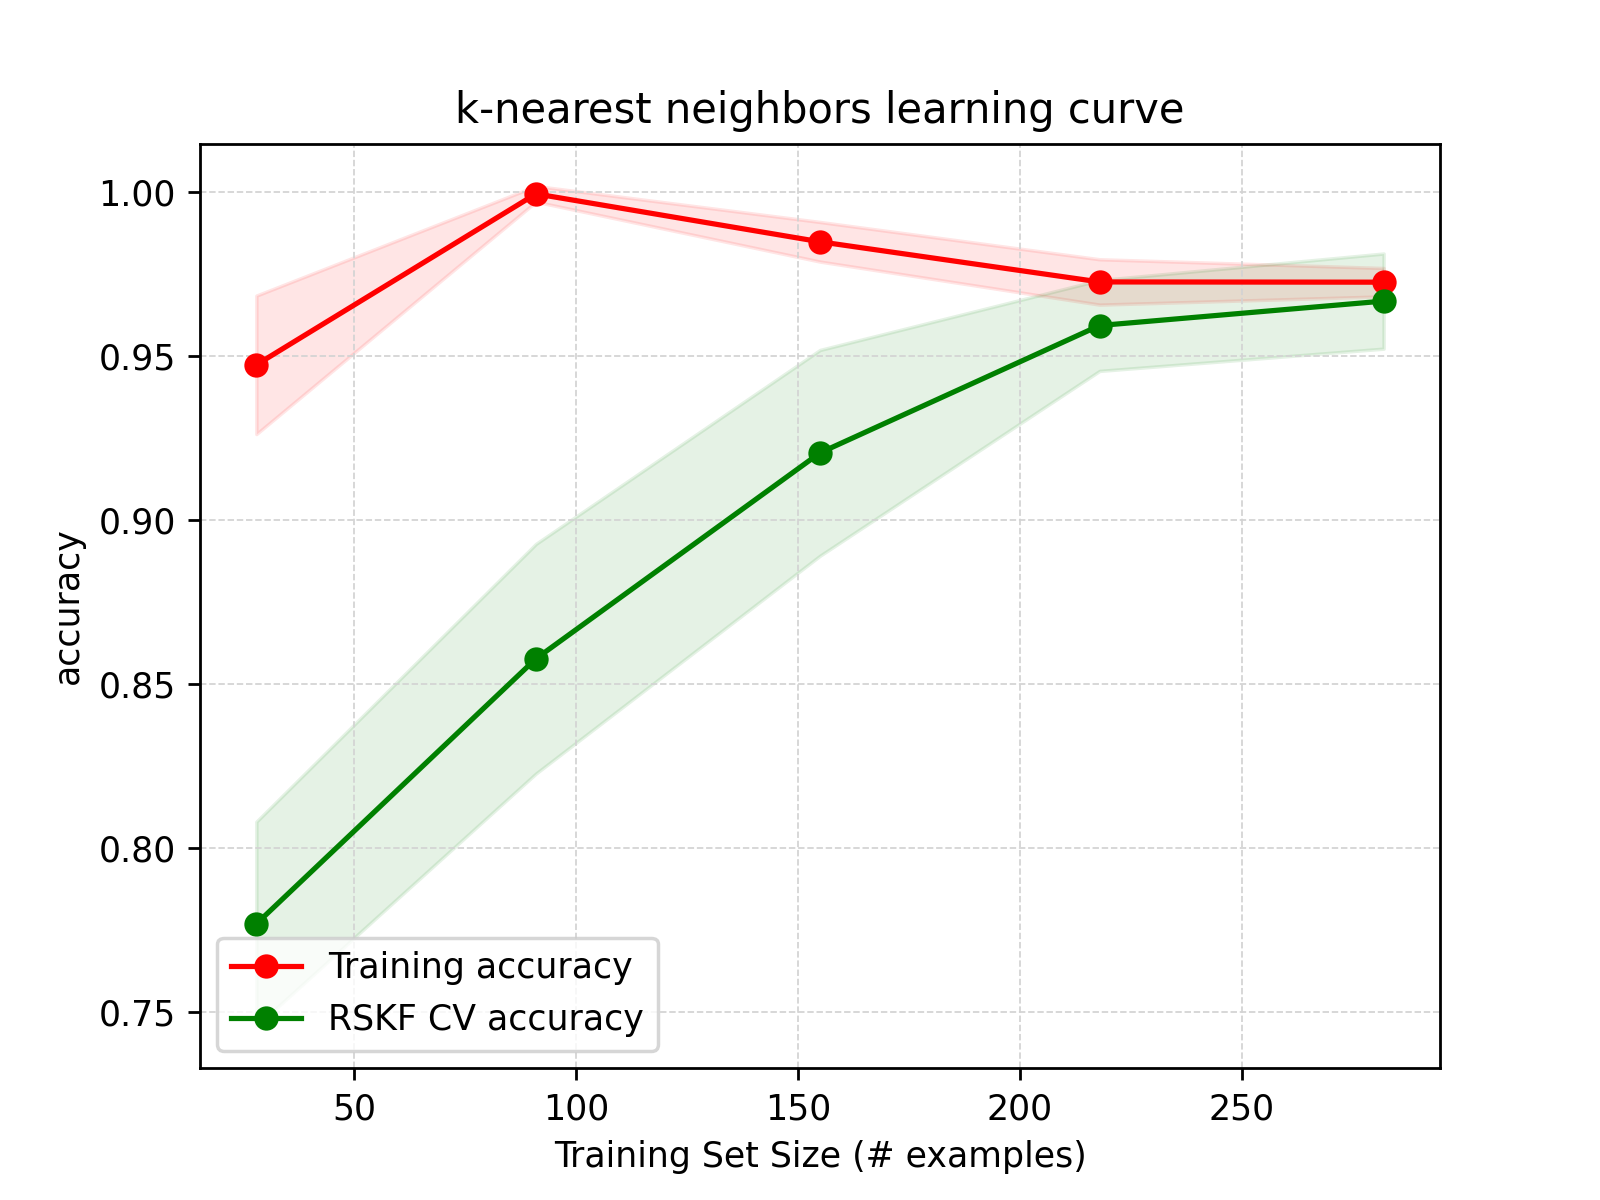 k-nearest neighbors learning curve
accuracy
1.00
0.95
0.90
0.85
0.80
0.75
Training accuracy
RSKF CV accuracy
50 100 150 200 250
Training Set Size (# examples)